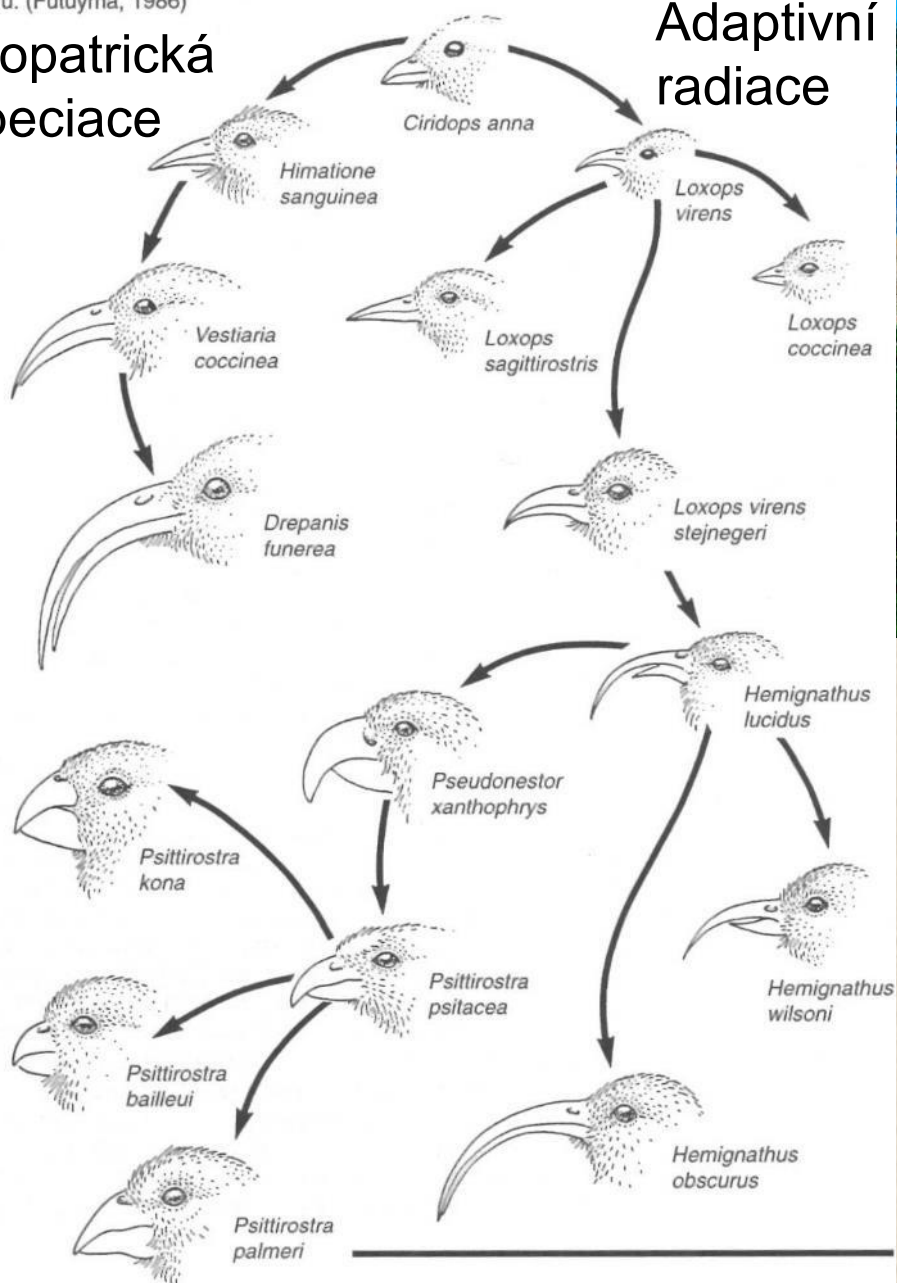 (Futuyma, 1986)
opatrická
peciace
Adaptivní
radiace
Ciridops anna
Himatione
sanguinea
Loxops
virens
Vestiaria
coccinea
Loxops
sagittirostris
Loxops
coccinea
Drepanis
funerea
Loxops virens
stejnegeri
Hemignathus
lucidus
Pseudonestor
xanthophrys
Psittirostra
kona
Psittirostra
psitacea
Hemignathus
wilsoni
Psittirostra
bailleui
Hemignathus
obscurus
Psittirostra
palmeri